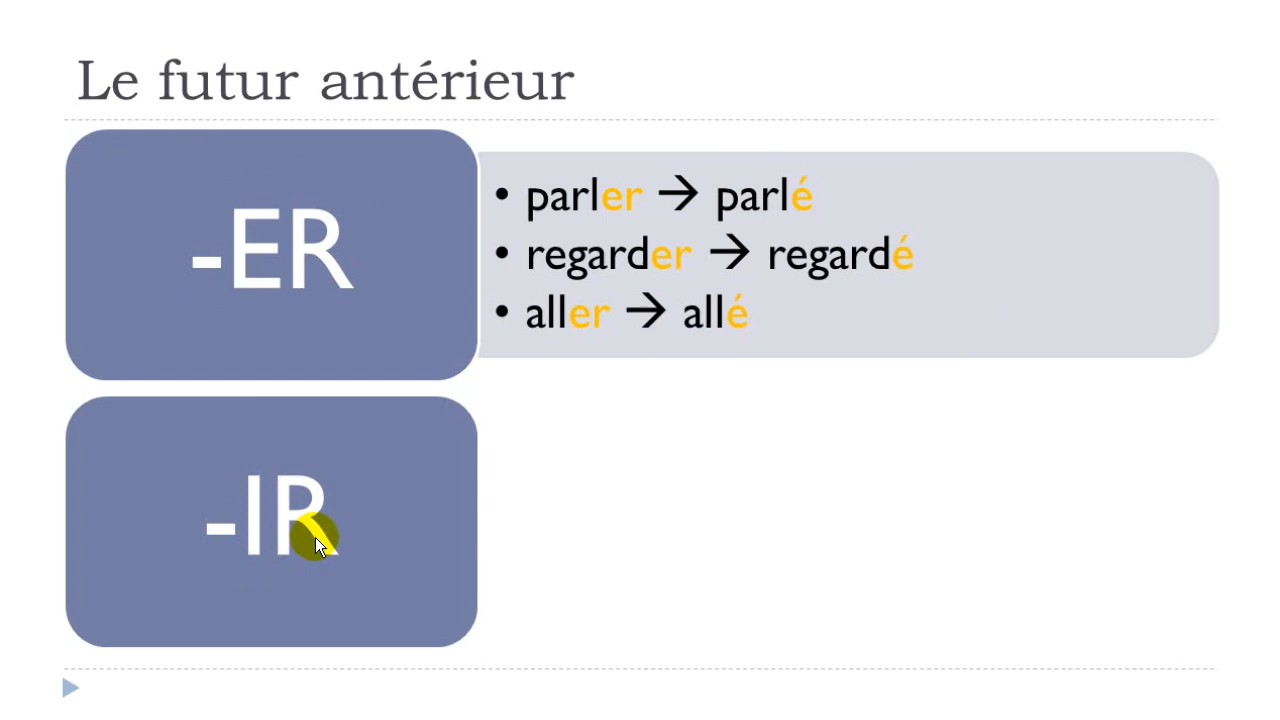 Le futur antérieur
-ER
• parler → parlé
• regarder → regardé
• aller → allé
-IR